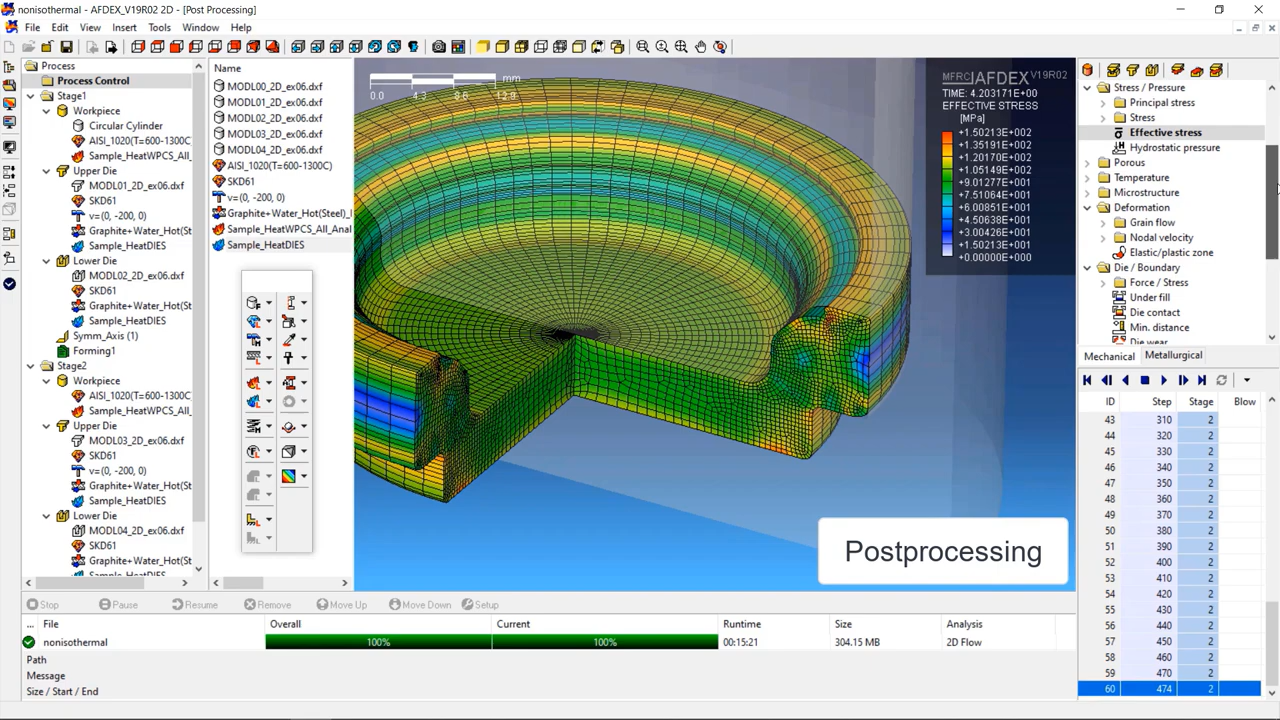 nonisothermal - AFDEX_V19R02 2D - [Post Processing]
File Edit View Insert Tools Window Help
Process
Process Control
Stage1
Workpiece
Circular Cylinder
AISI_1020(T=600-1300C)
Sample_HeatWPCS_All_
Upper Die
MODL01_2D_ex06.dxf
SKD61
v=(0, -200, 0)
Graphite+Water_Hot(St
Sample_HeatDIES
Lower Die
MODL02_2D_ex06.dxf
SKD61
Graphite+Water_Hot(St
Sample_HeatDIES
Symm_Axis (1)
Forming1
Stage2
Workpiece
AISI_1020(T=600-1300C)
Sample_HeatWPCS_All_
Upper Die
MODL03_2D_ex06.dxf
SKD61
v=(0, -200, 0)
Graphite+Water_Hot(St
Sample_HeatDIES
Lower Die
MODL04_2D_ex06.dxf
SKD61
Graphite+Water_Hot(St
Sample_HeatDIES
Name
MODL00_2D_ex06.dxf
MODL01_2D_ex06.dxf
MODL02_2D_ex06.dxf
MODL03_2D_ex06.dxf
MODL04_2D_ex06.dxf
AISI_1020(T=600-1300C)
SKD61
v=(0, -200, 0)
Graphite+Water_Hot(Steel)_
Sample_HeatWPCS_All_Anal
Sample_HeatDIES
mm
0.0 4.3 8.6 12.9
MFRC AFDEX V19R02
TIME: 4.203171E+00
EFFECTIVE STRESS
[MPa]
+1.50213E+002
+1.35191E+002
+1.20170E+002
+1.05149E+002
+9.01277E+001
+7.51064E+001
+6.00851E+001
+4.50638E+001
+3.00426E+001
+1.50213E+001
+0.00000E+000
Postprocessing
Stress / Pressure
Principal stress
Stress
Effective stress
Hydrostatic pressure
Porous
Temperature
Microstructure
Deformation
Grain flow
Nodal velocity
Elastic/plastic zone
Die / Boundary
Force / Stress
Under fill
Die contact
Min. distance
Die wear
Mechanical Metallurgical
ID Step Stage Blow
43 310 2
44 320 2
45 330 2
46 340 2
47 350 2
48 360 2
49 370 2
50 380 2
51 390 2
52 400 2
53 410 2
54 420 2
55 430 2
56 440 2
57 450 2
58 460 2
59 470 2
60 474 2
Stop Pause Resume Remove Move Up Move Down Setup
... File Overall Current Runtime Size Analysis
nonisothermal 100% 100% 00:15:21 304.15 MB 2D Flow
Path
Message
Size / Start / End